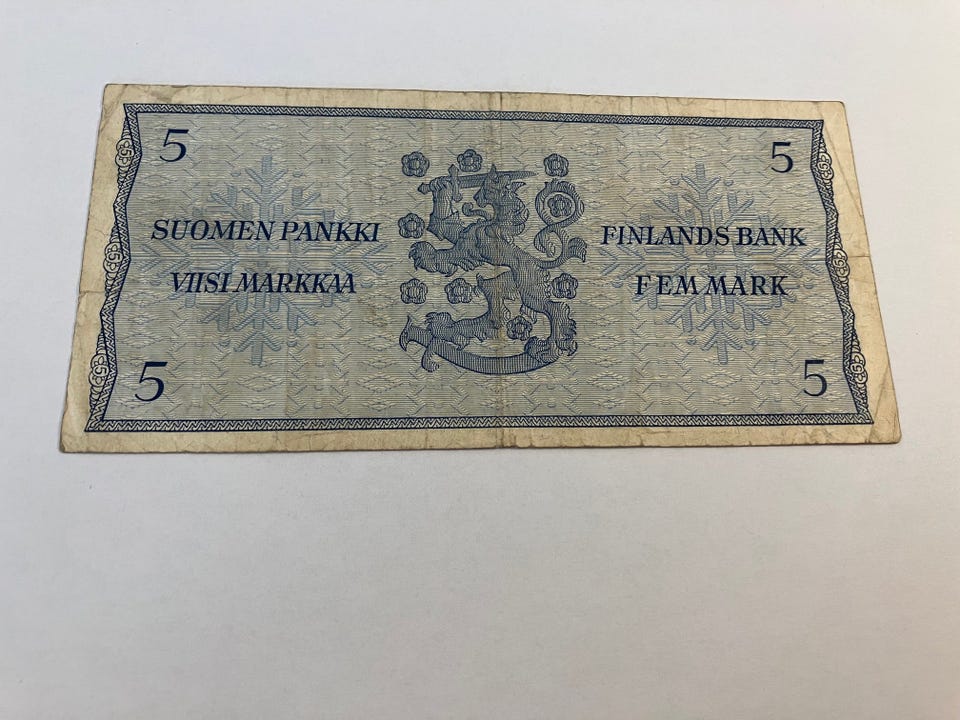 5
5
SUOMEN PANKKI
VIISI MARKKAA
FINLANDS BANK
FEM MARK
5
5